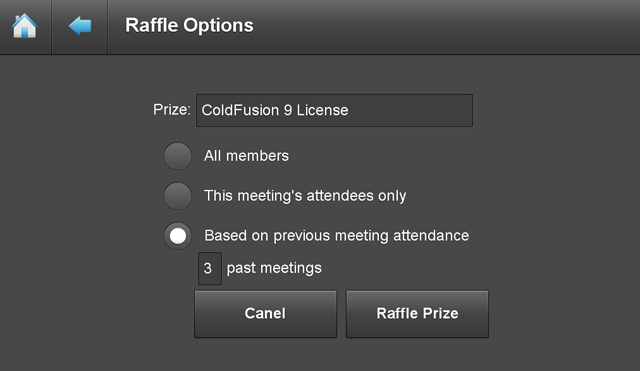 Raffle Options
Prize: ColdFusion 9 License
All members
This meeting's attendees only
Based on previous meeting attendance
3 past meetings
Canel Raffle Prize